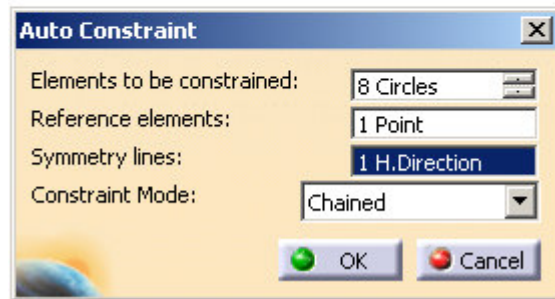 Auto Constraint
Elements to be constrained: 8 Circles
Reference elements: 1 Point
Symmetry lines: 1 H.Direction
Constraint Mode: Chained
OK Cancel